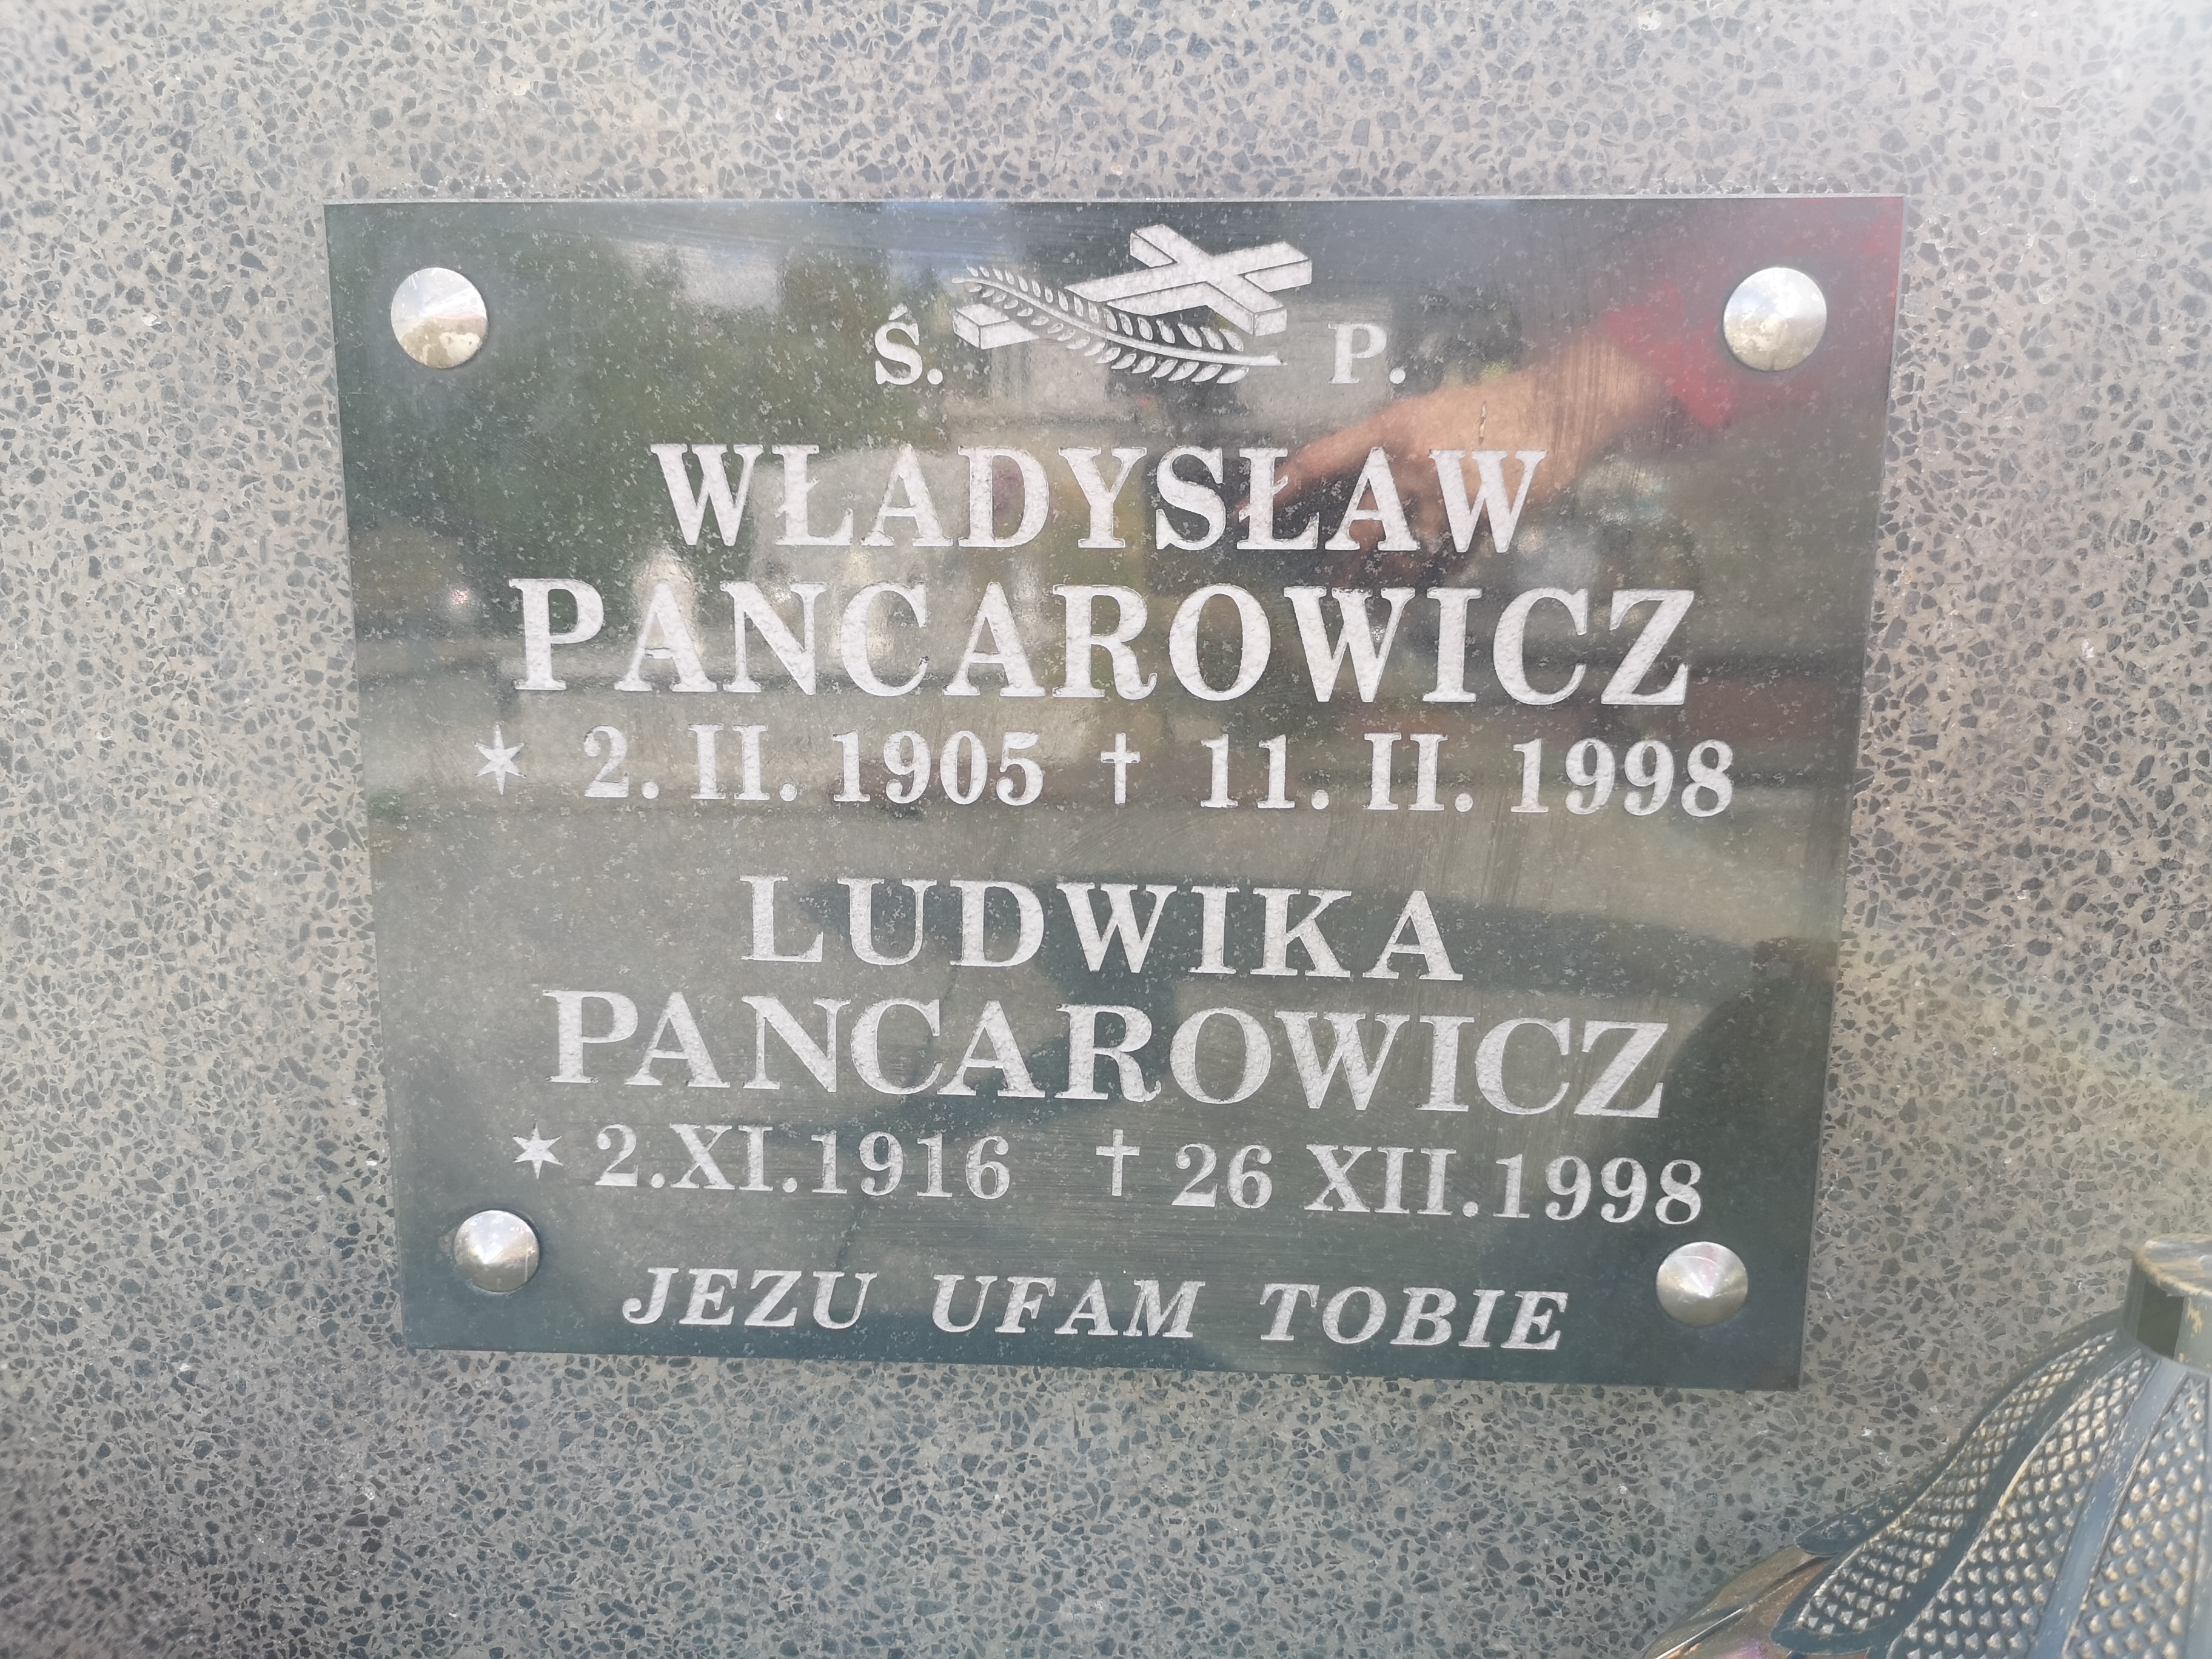 Ś. P.
WŁADYSŁAW
PANCAROWICZ
✶ 2. II. 1905 † 11. II. 1998
LUDWIKA
PANCAROWICZ
✶ 2.XI.1916 † 26 XII.1998
JEZU UFAM TOBIE